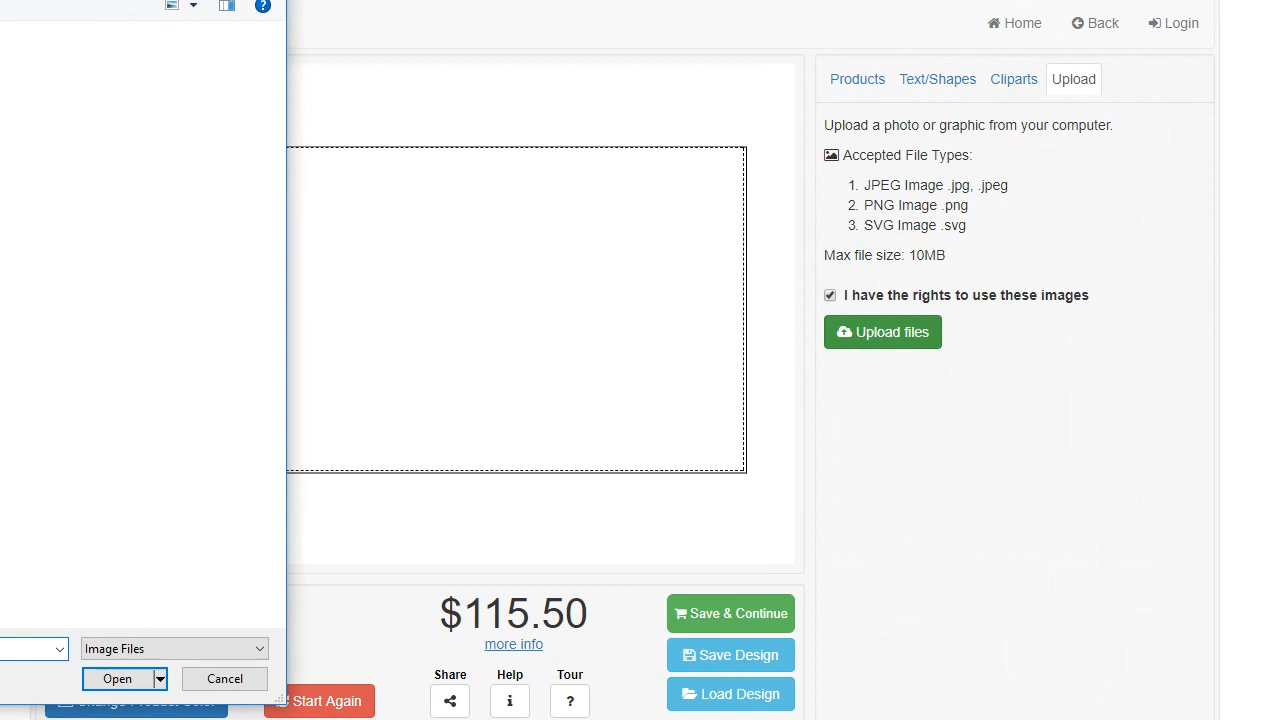 Home Back Login
Products Text/Shapes Cliparts Upload
Upload a photo or graphic from your computer.
Accepted File Types:
1. JPEG Image .jpg, .jpeg
2. PNG Image .png
3. SVG Image .svg
Max file size: 10MB
I have the rights to use these images
Upload files
$115.50
more info
Share Help Tour
Save & Continue
Save Design
Load Design
Start Again
Image Files
Open Cancel